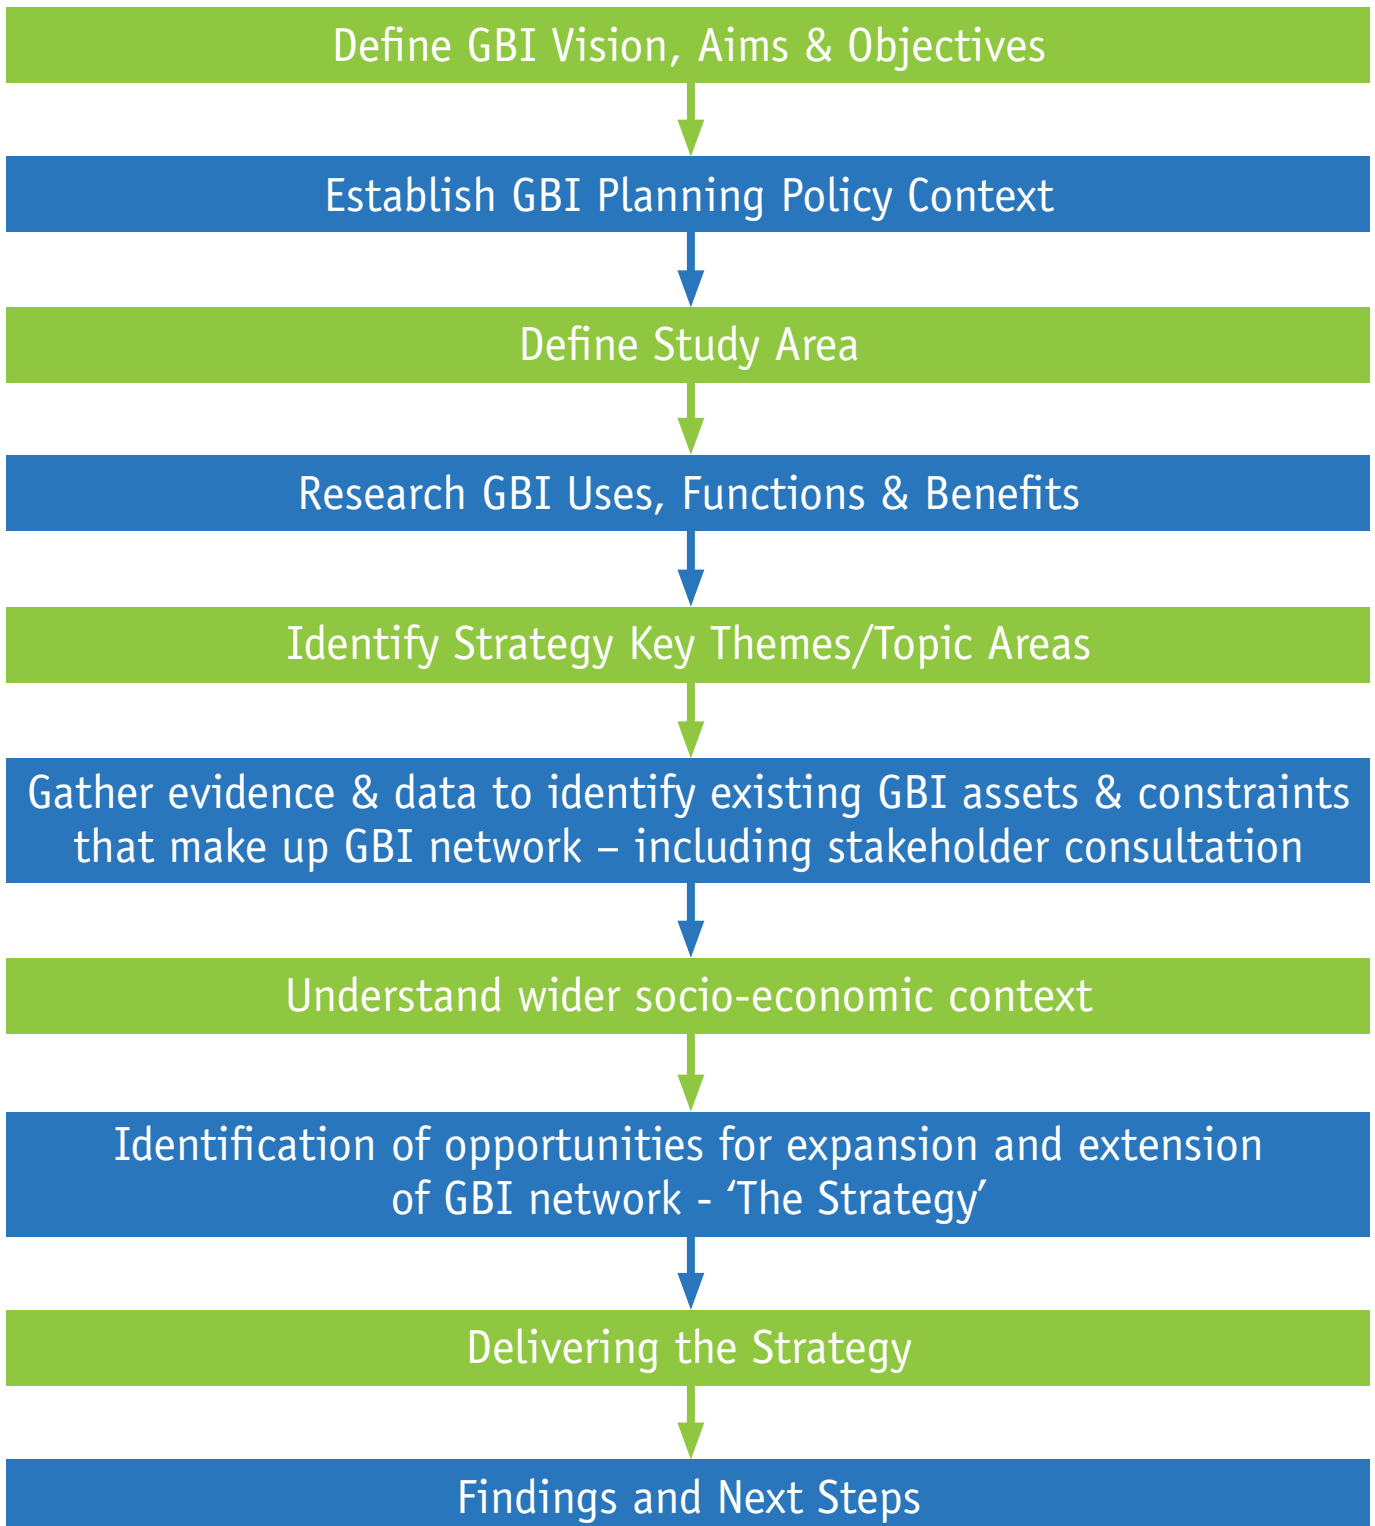 Define GBI Vision, Aims & Objectives
Establish GBI Planning Policy Context
Define Study Area
Research GBI Uses, Functions & Benefits
Identify Strategy Key Themes/Topic Areas
Gather evidence & data to identify existing GBI assets & constraints
that make up GBI network – including stakeholder consultation
Understand wider socio-economic context
Identification of opportunities for expansion and extension
of GBI network - ‘The Strategy’
Delivering the Strategy
Findings and Next Steps